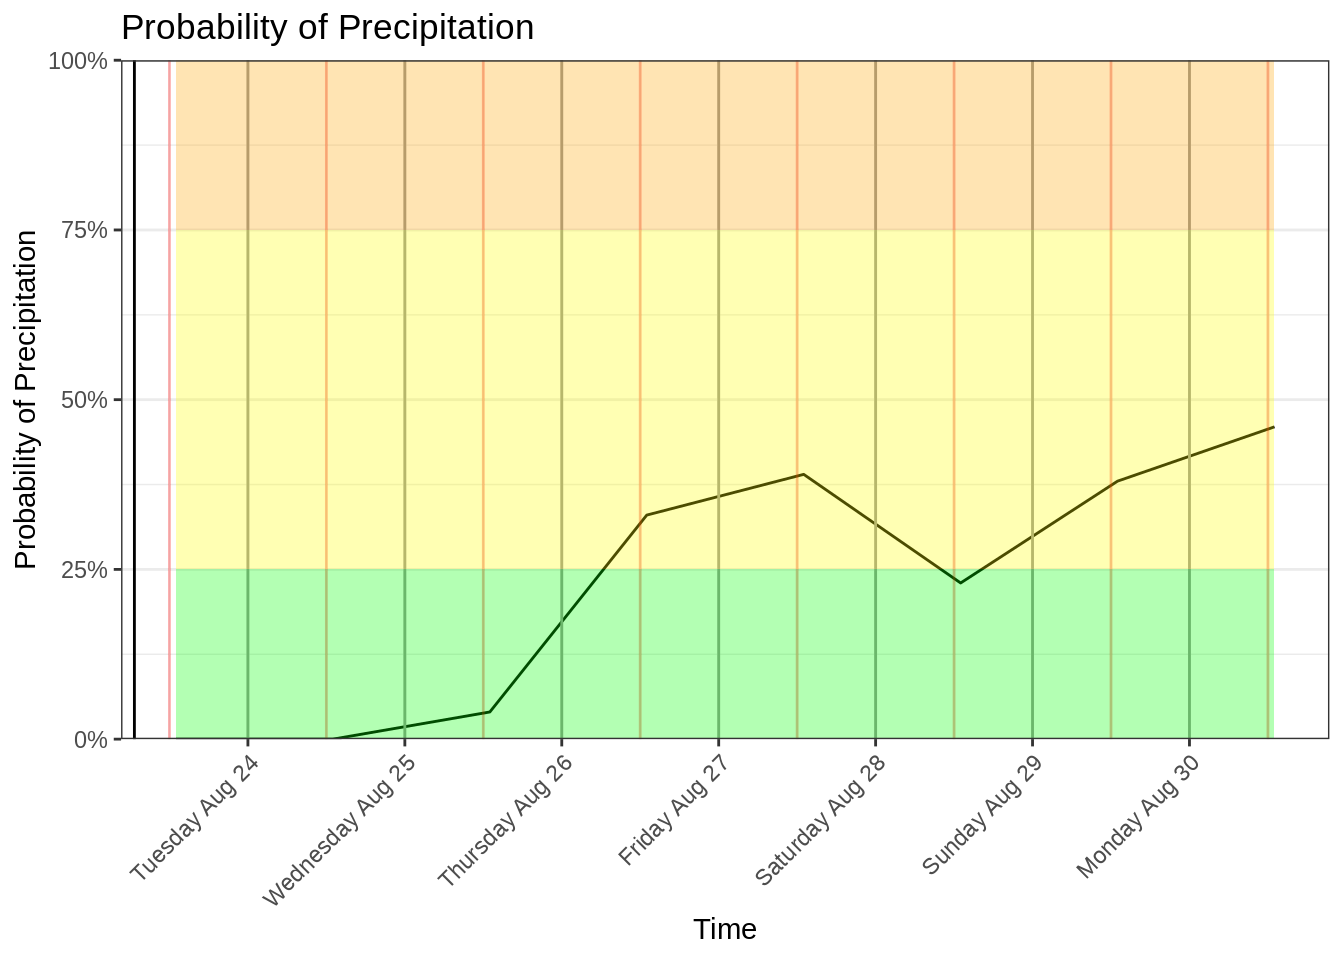 Probability of Precipitation
100%
75%
50%
25%
0%
Probability of Precipitation
Tuesday Aug 24
Wednesday Aug 25
Thursday Aug 26
Friday Aug 27
Saturday Aug 28
Sunday Aug 29
Monday Aug 30
Time